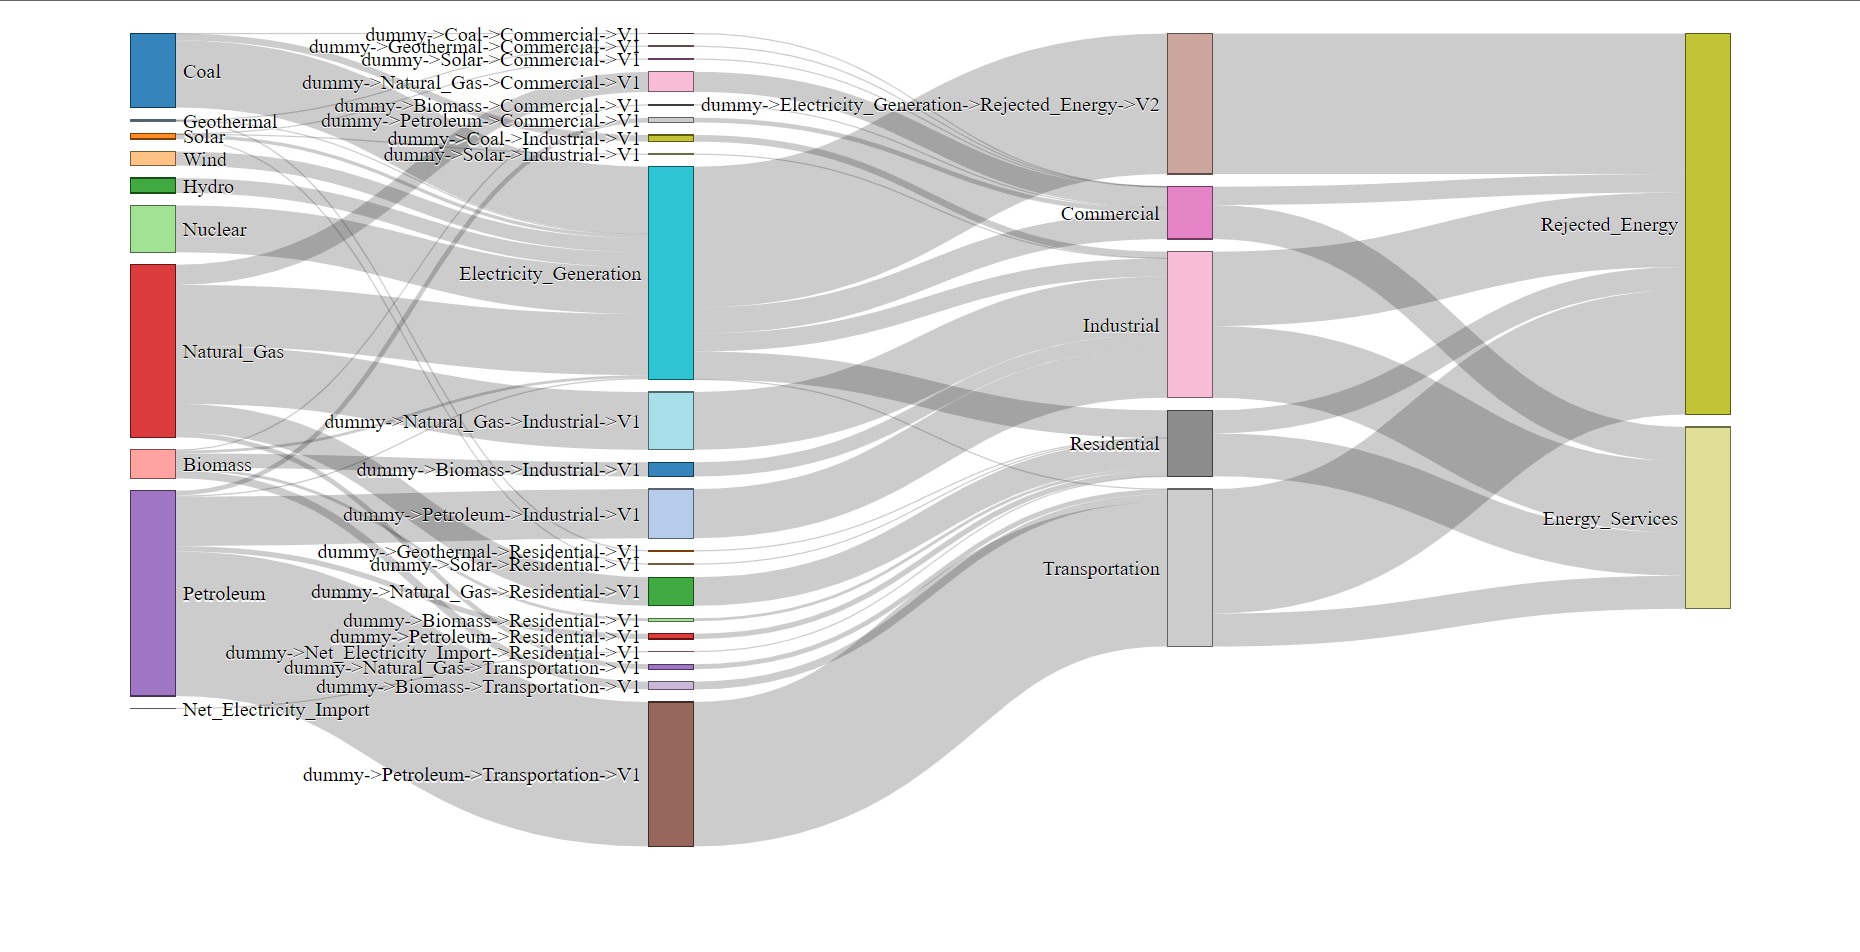 Coal
Geothermal
Solar
Wind
Hydro
Nuclear
Natural_Gas
Biomass
Petroleum
Net_Electricity_Import
dummy->Coal->Commercial->V1
dummy->Geothermal->Commercial->V1
dummy->Solar->Commercial->V1
dummy->Natural_Gas->Commercial->V1
dummy->Biomass->Commercial->V1
dummy->Petroleum->Commercial->V1
dummy->Coal->Industrial->V1
dummy->Solar->Industrial->V1
Electricity_Generation
dummy->Natural_Gas->Industrial->V1
dummy->Biomass->Industrial->V1
dummy->Petroleum->Industrial->V1
dummy->Geothermal->Residential->V1
dummy->Solar->Residential->V1
dummy->Natural_Gas->Residential->V1
dummy->Biomass->Residential->V1
dummy->Petroleum->Residential->V1
dummy->Net_Electricity_Import->Residential->V1
dummy->Natural_Gas->Transportation->V1
dummy->Biomass->Transportation->V1
dummy->Petroleum->Transportation->V1
dummy->Electricity_Generation->Rejected_Energy->V2
Commercial
Industrial
Residential
Transportation
Rejected_Energy
Energy_Services